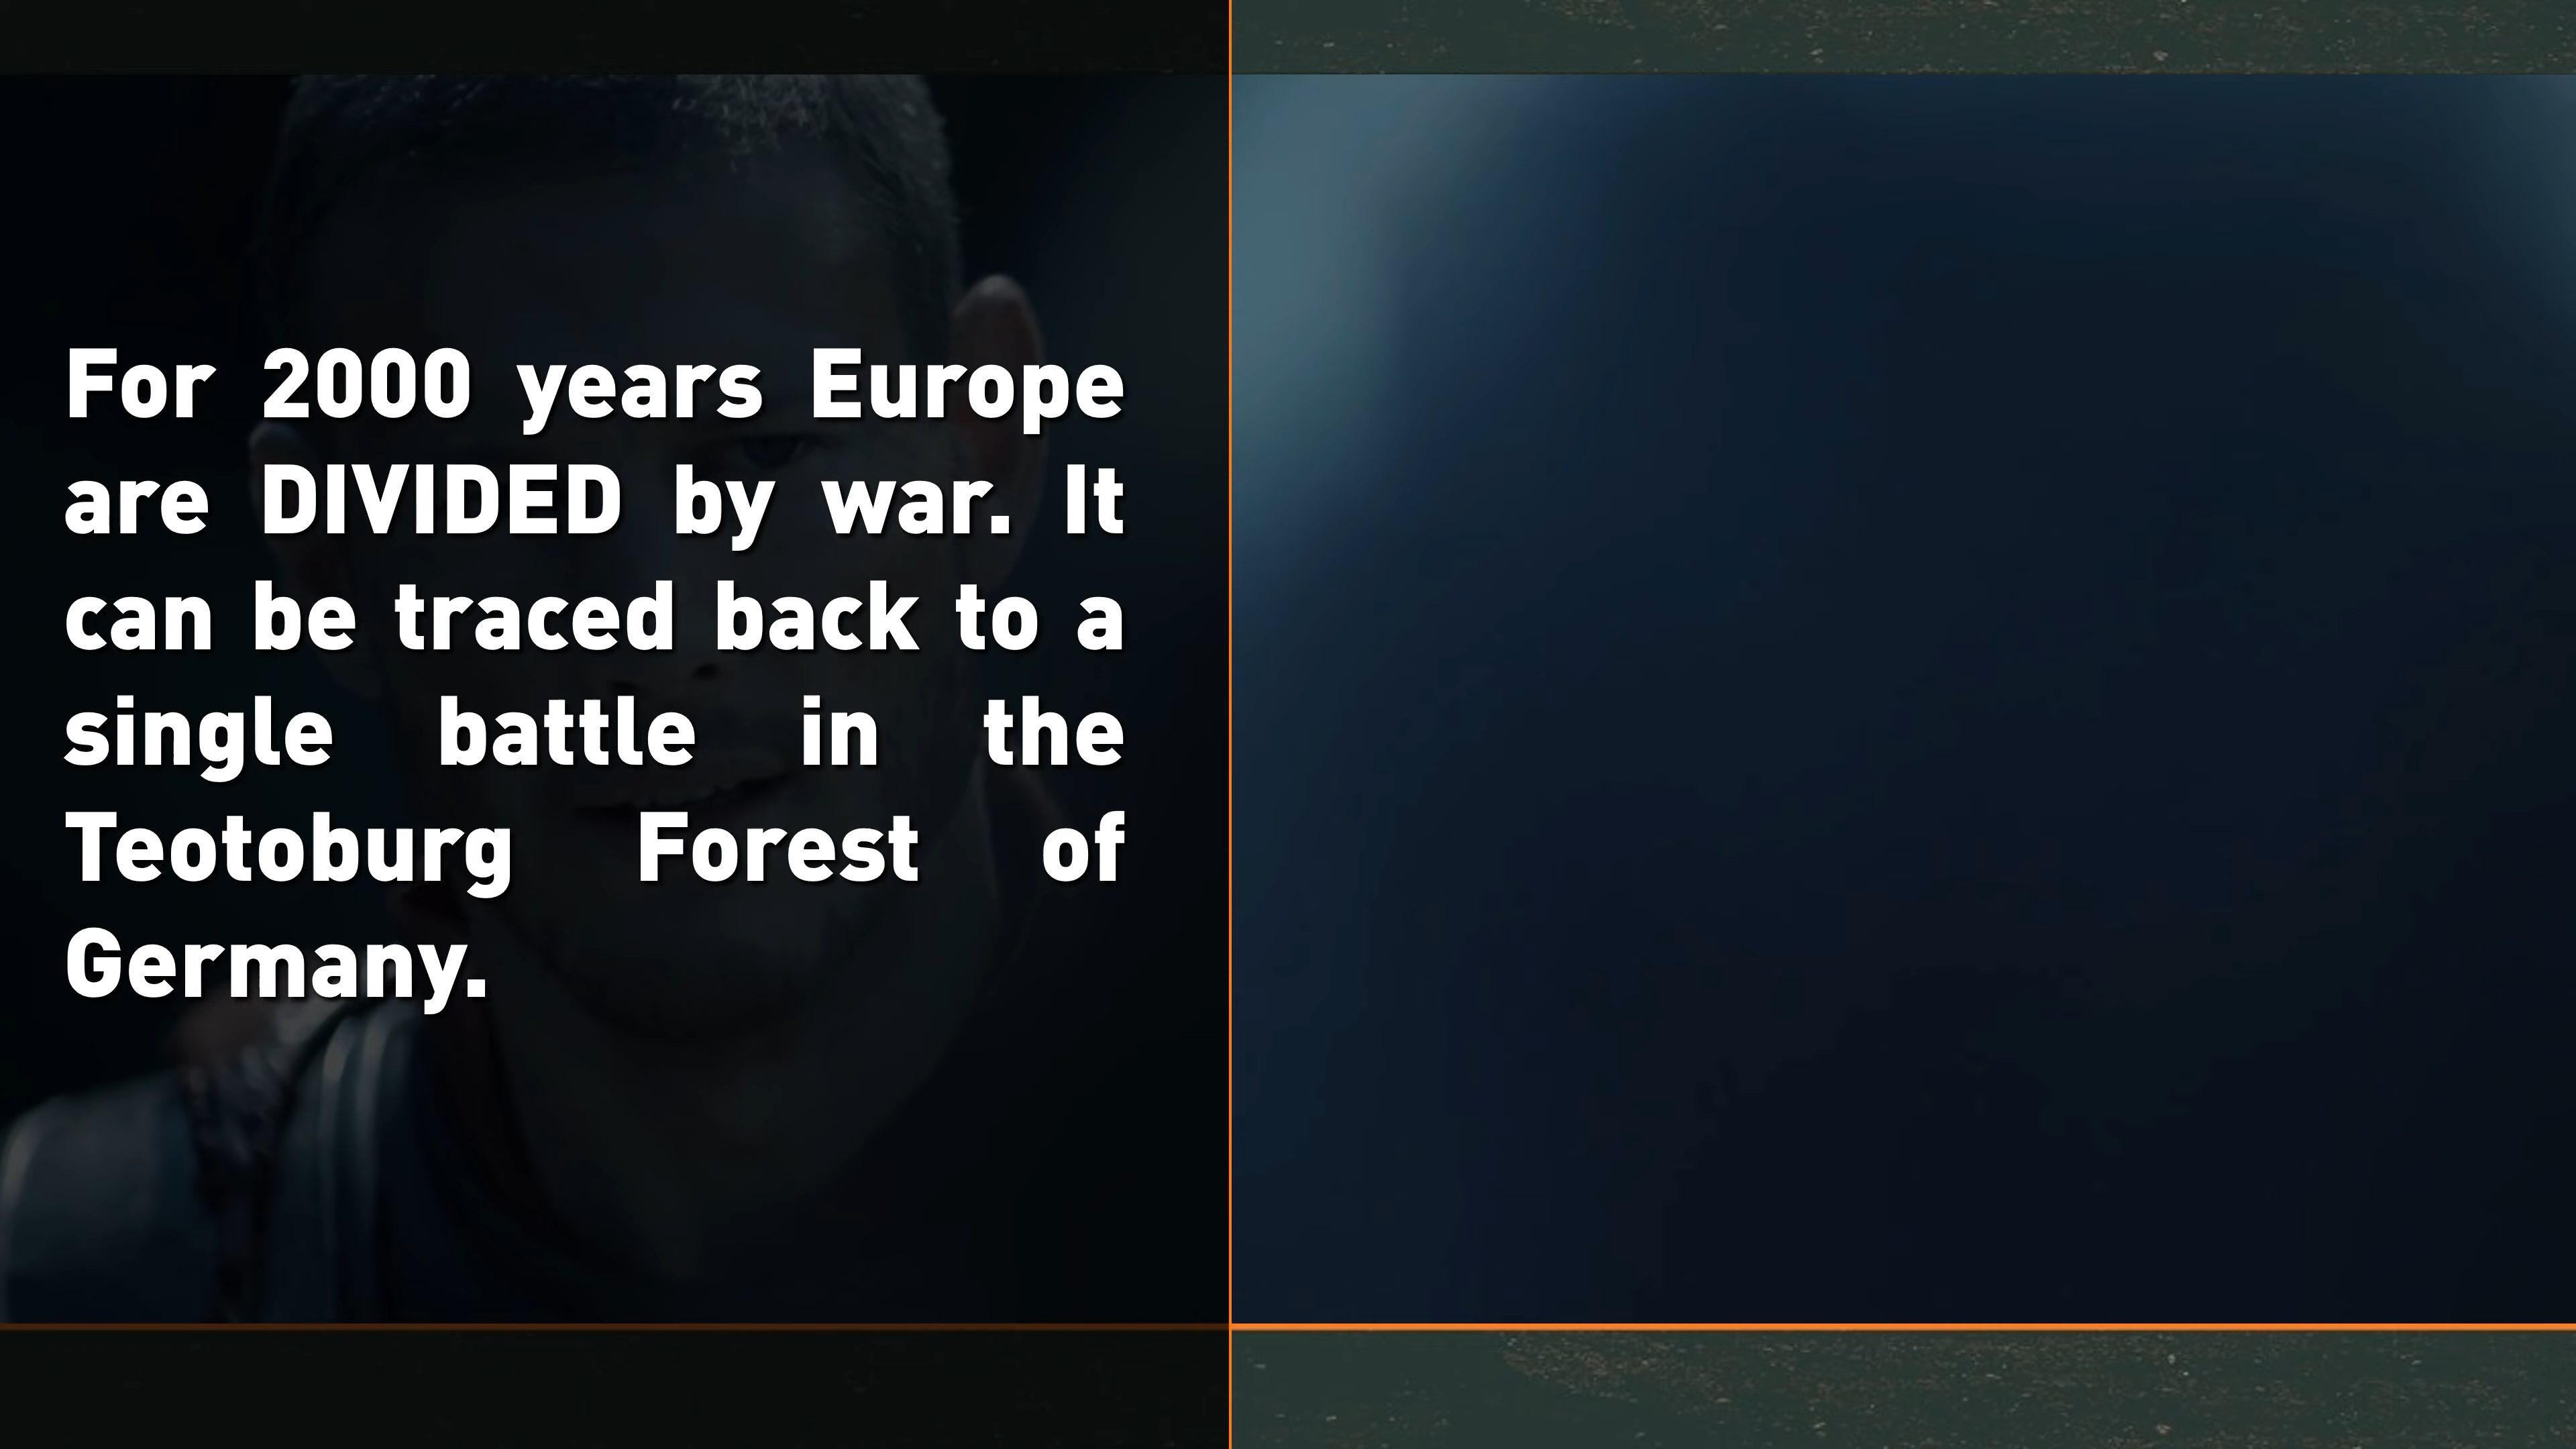 For 2000 years Europe
are DIVIDED by war. It
can be traced back to a
single battle in the
Teotoburg Forest of
Germany.